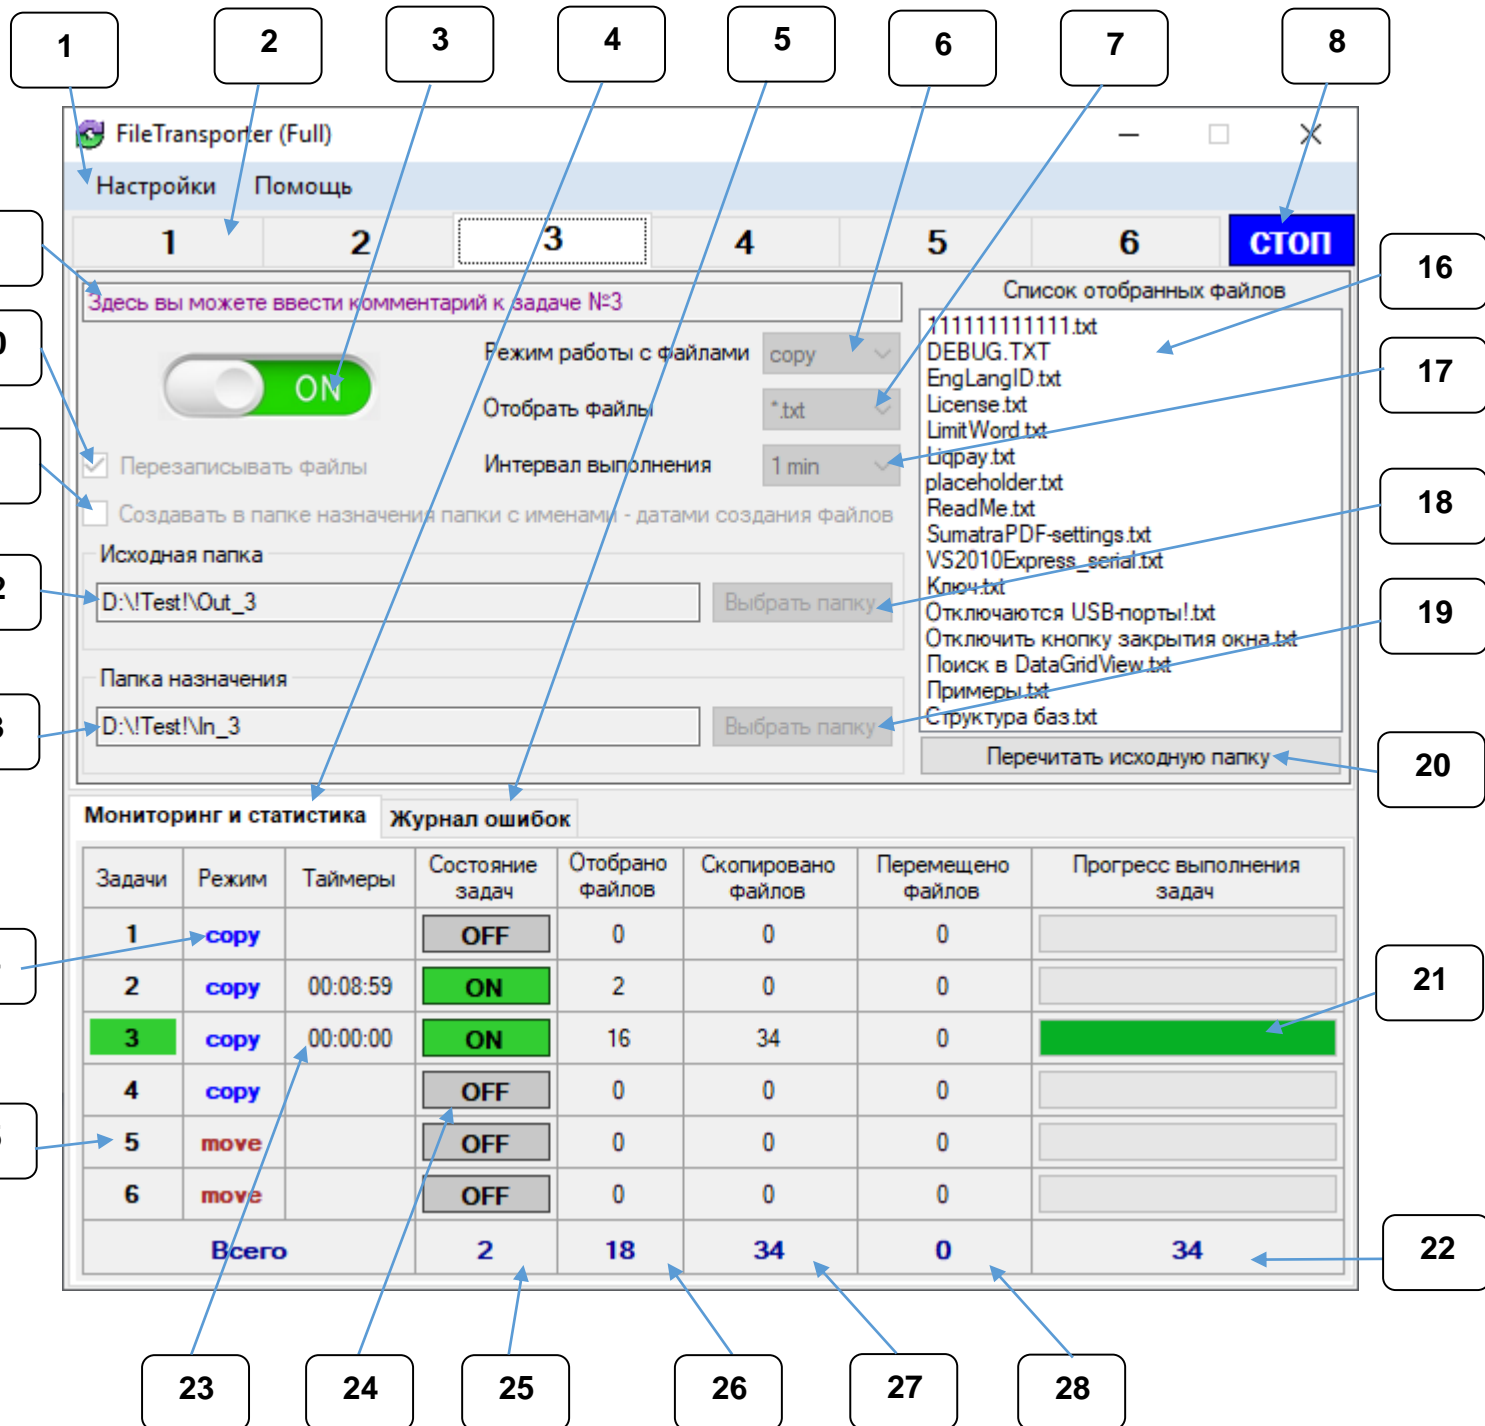 1 2 3 4 5 6 7 8
FileTransporter (Full)
Настройки Помощь
1 2 3 4 5 6 СТОП
Здесь вы можете ввести комментарий к задаче №3
ON
Режим работы с файлами copy
Отобрать файлы *.txt
Интервал выполнения 1 min
Перезаписывать файлы
Создавать в папке назначения папки с именами - датами создания файлов
Исходная папка
D:\!Test!\Out_3 Выбрать папку
Папка назначения
D:\!Test!\In_3 Выбрать папку
Список отобранных файлов
111111111111.txt
DEBUG.TXT
EngLangID.txt
License.txt
LimitWord.txt
Liqpay.txt
placeholder.txt
ReadMe.txt
SumatraPDF-settings.txt
VS2010Express_serial.txt
Ключ.txt
Отключаются USB-порты!.txt
Отключить кнопку закрытия окна.txt
Поиск в DataGridView.txt
Примеры.txt
Структура баз.txt
Перечитать исходную папку
16
17
18
19
20
Мониторинг и статистика Журнал ошибок
Задачи Режим Таймеры Состояние задач Отобрано файлов Скопировано файлов Перемещено файлов Прогресс выполнения задач
1 copy OFF 0 0 0
2 copy 00:08:59 ON 2 0 0
3 copy 00:00:00 ON 16 34 0
4 copy OFF 0 0 0
5 move OFF 0 0 0
6 move OFF 0 0 0
Всего 2 18 34 0 34
21
22
23 24 25 26 27 28